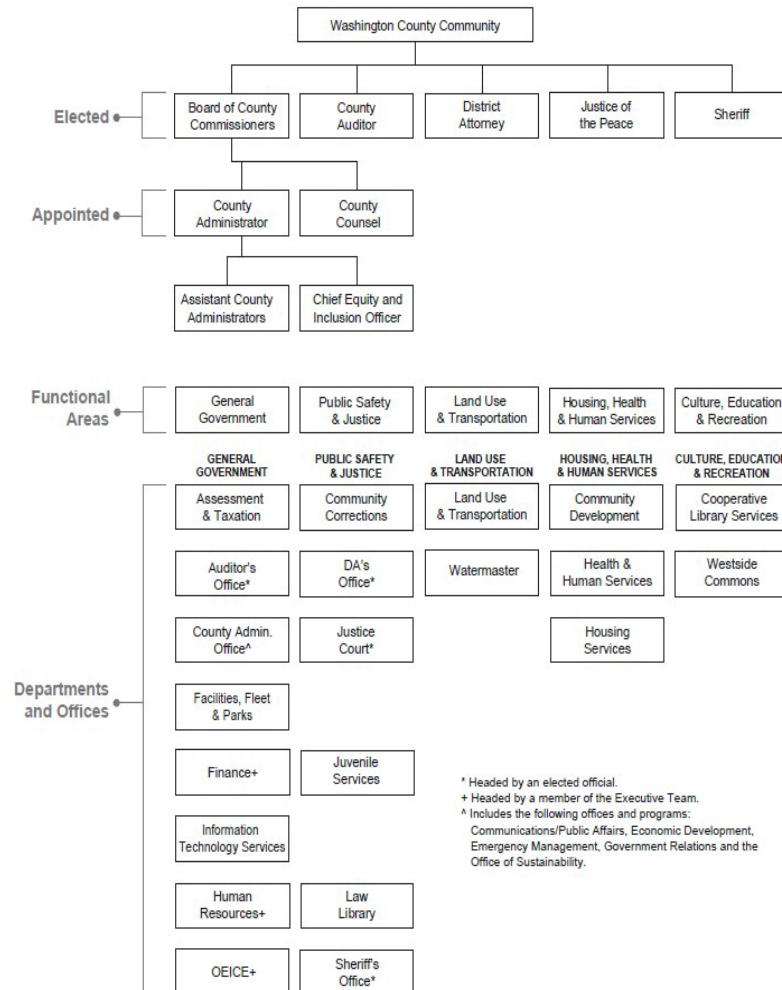 Washington County Community
Elected
Board of County
Commissioners
County
Auditor
District
Attorney
Justice of
the Peace
Sheriff
Appointed
County
Administrator
County
Counsel
Assistant County
Administrators
Chief Equity and
Inclusion Officer
Functional
Areas
General
Government
Public Safety
& Justice
Land Use
& Transportation
Housing, Health
& Human Services
Culture, Education
& Recreation
GENERAL
GOVERNMENT
PUBLIC SAFETY
& JUSTICE
LAND USE
& TRANSPORTATION
HOUSING, HEALTH
& HUMAN SERVICES
CULTURE, EDUCATION
& RECREATION
Departments
and Offices
Assessment
& Taxation
Community
Corrections
Land Use
& Transportation
Community
Development
Cooperative
Library Services
Auditor's
Office*
DA's
Office*
Watermaster
Health &
Human Services
Westside
Commons
County Admin.
Office^
Justice
Court*
Housing
Services
Facilities, Fleet
& Parks
Finance+
Juvenile
Services
Information
Technology Services
Human
Resources+
Law
Library
OEICE+
Sheriff's
Office*
* Headed by an elected official.
+ Headed by a member of the Executive Team.
^ Includes the following offices and programs:
Communications/Public Affairs, Economic Development,
Emergency Management, Government Relations and the
Office of Sustainability.